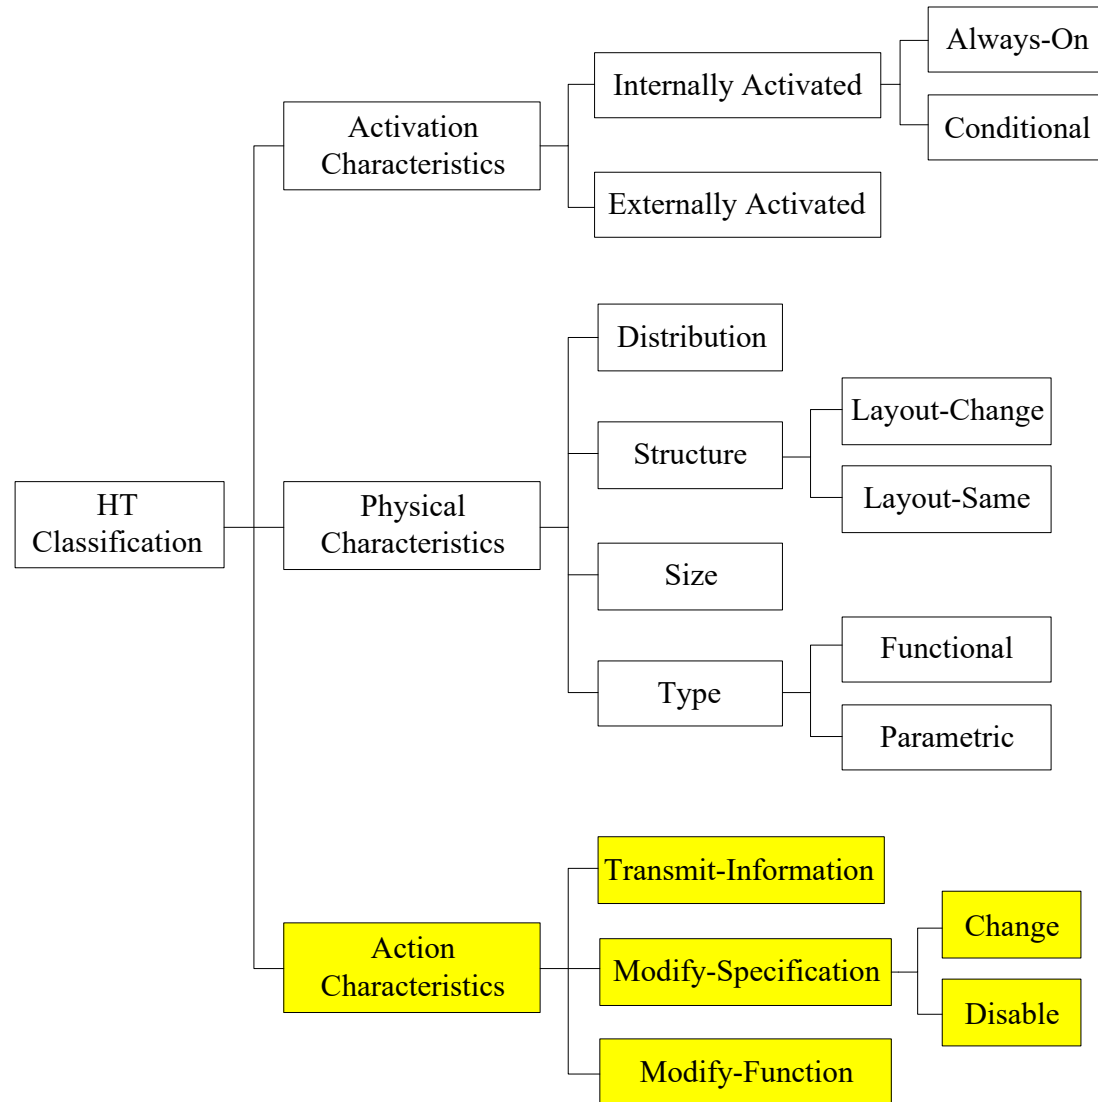 HT
Classification
Activation
Characteristics
Internally Activated
Always-On
Conditional
Externally Activated
Physical
Characteristics
Distribution
Structure
Layout-Change
Layout-Same
Size
Type
Functional
Parametric
Action
Characteristics
Transmit-Information
Modify-Specification
Change
Disable
Modify-Function